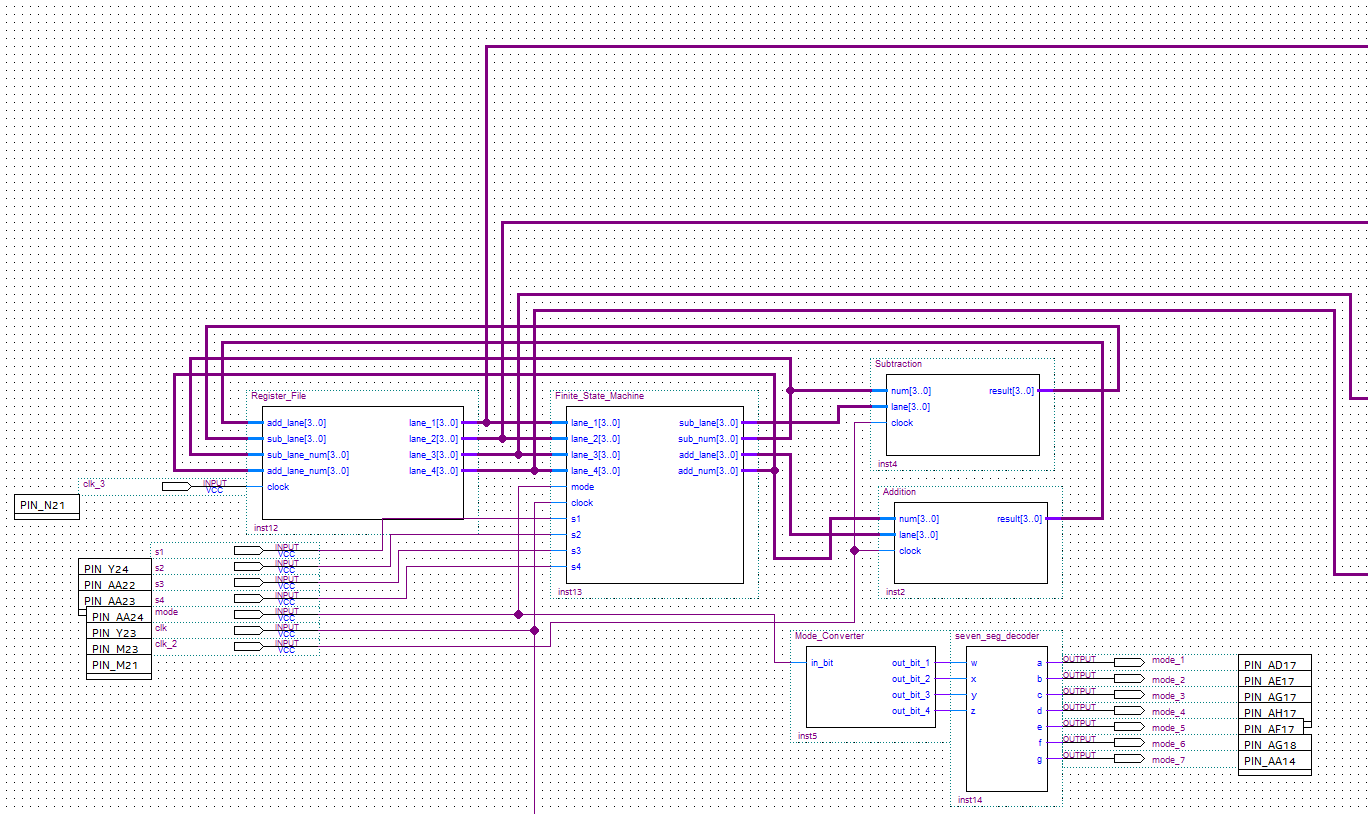 Subtraction
num[3..0] result[3..0]
lane[3..0]
clock
inst4
Register_File
add_lane[3..0] lane_1[3..0]
sub_lane[3..0] lane_2[3..0]
sub_lane_num[3..0] lane_3[3..0]
add_lane_num[3..0] lane_4[3..0]
clock
inst12
Finite_State_Machine
lane_1[3..0] sub_lane[3..0]
lane_2[3..0] sub_num[3..0]
lane_3[3..0] add_lane[3..0]
lane_4[3..0] add_num[3..0]
mode
clock
s1
s2
s3
s4
inst13
clk_3 INPUT
VCC
PIN_N21
Addition
num[3..0] result[3..0]
lane[3..0]
clock
inst2
s1 INPUT
VCC
s2 INPUT
VCC
s3 INPUT
VCC
s4 INPUT
VCC
mode INPUT
VCC
clk INPUT
VCC
clk_2 INPUT
VCC
PIN_Y24
PIN_AA22
PIN_AA23
PIN_AA24
PIN_Y23
PIN_M23
PIN_M21
Mode_Converter
in_bit out_bit_1
out_bit_2
out_bit_3
out_bit_4
inst5
seven_seg_decoder
w a
x b
y c
z d
e
f
g
inst14
OUTPUT mode_1
OUTPUT mode_2
OUTPUT mode_3
OUTPUT mode_4
OUTPUT mode_5
OUTPUT mode_6
OUTPUT mode_7
PIN_AD17
PIN_AE17
PIN_AG17
PIN_AH17
PIN_AF17
PIN_AG18
PIN_AA14